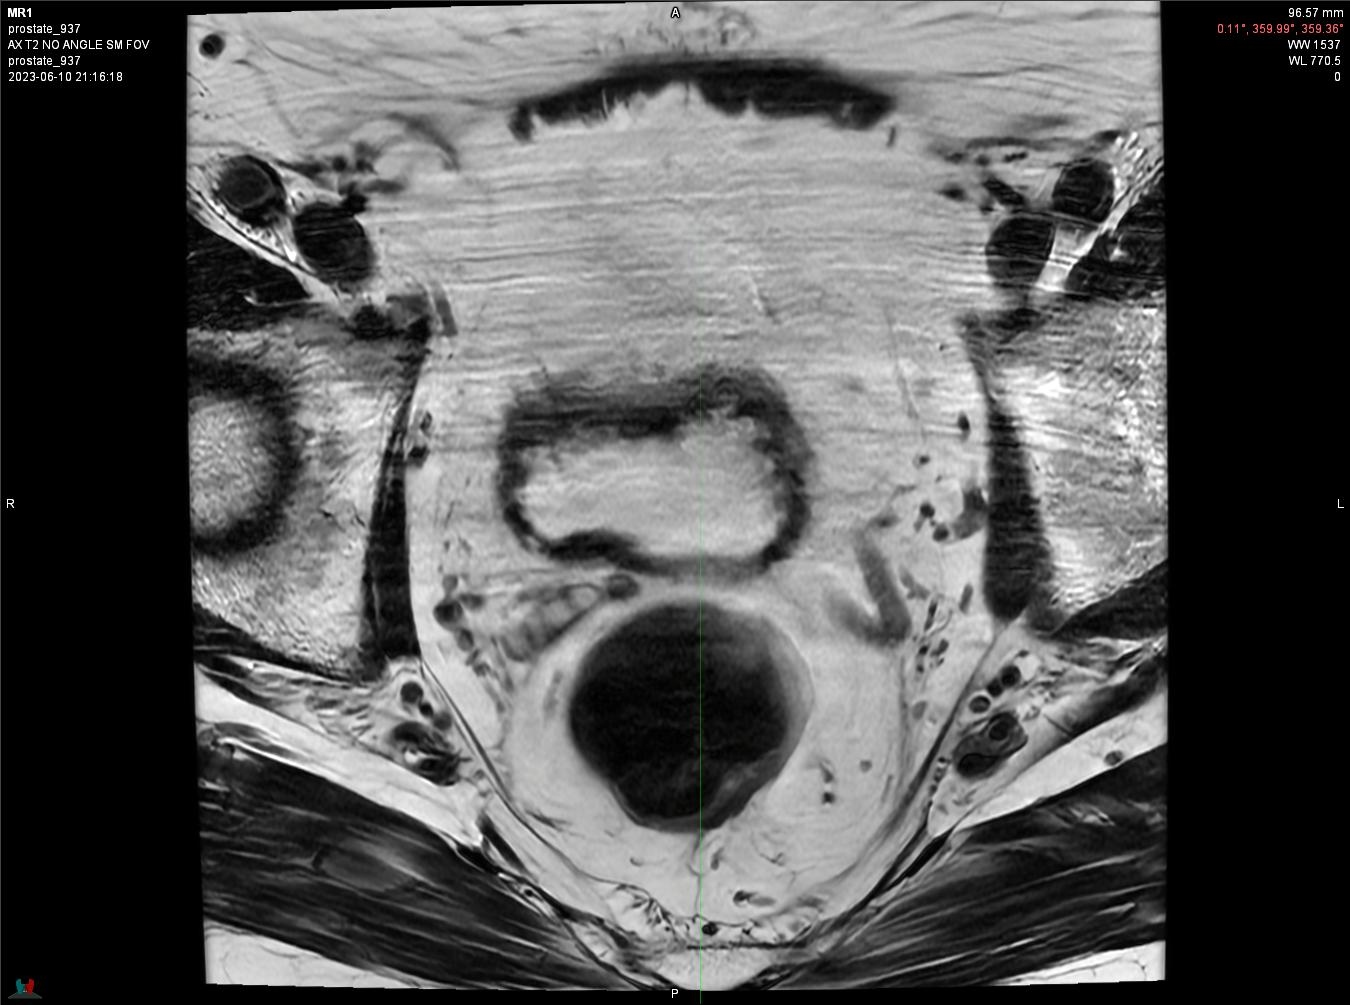 MR1
prostate_937
AX T2 NO ANGLE SM FOV
prostate_937
2023-06-10 21:16:18
A
96.57 mm
0.11°, 359.99°, 359.36°
WW 1537
WL 770.5
0
R
L
P